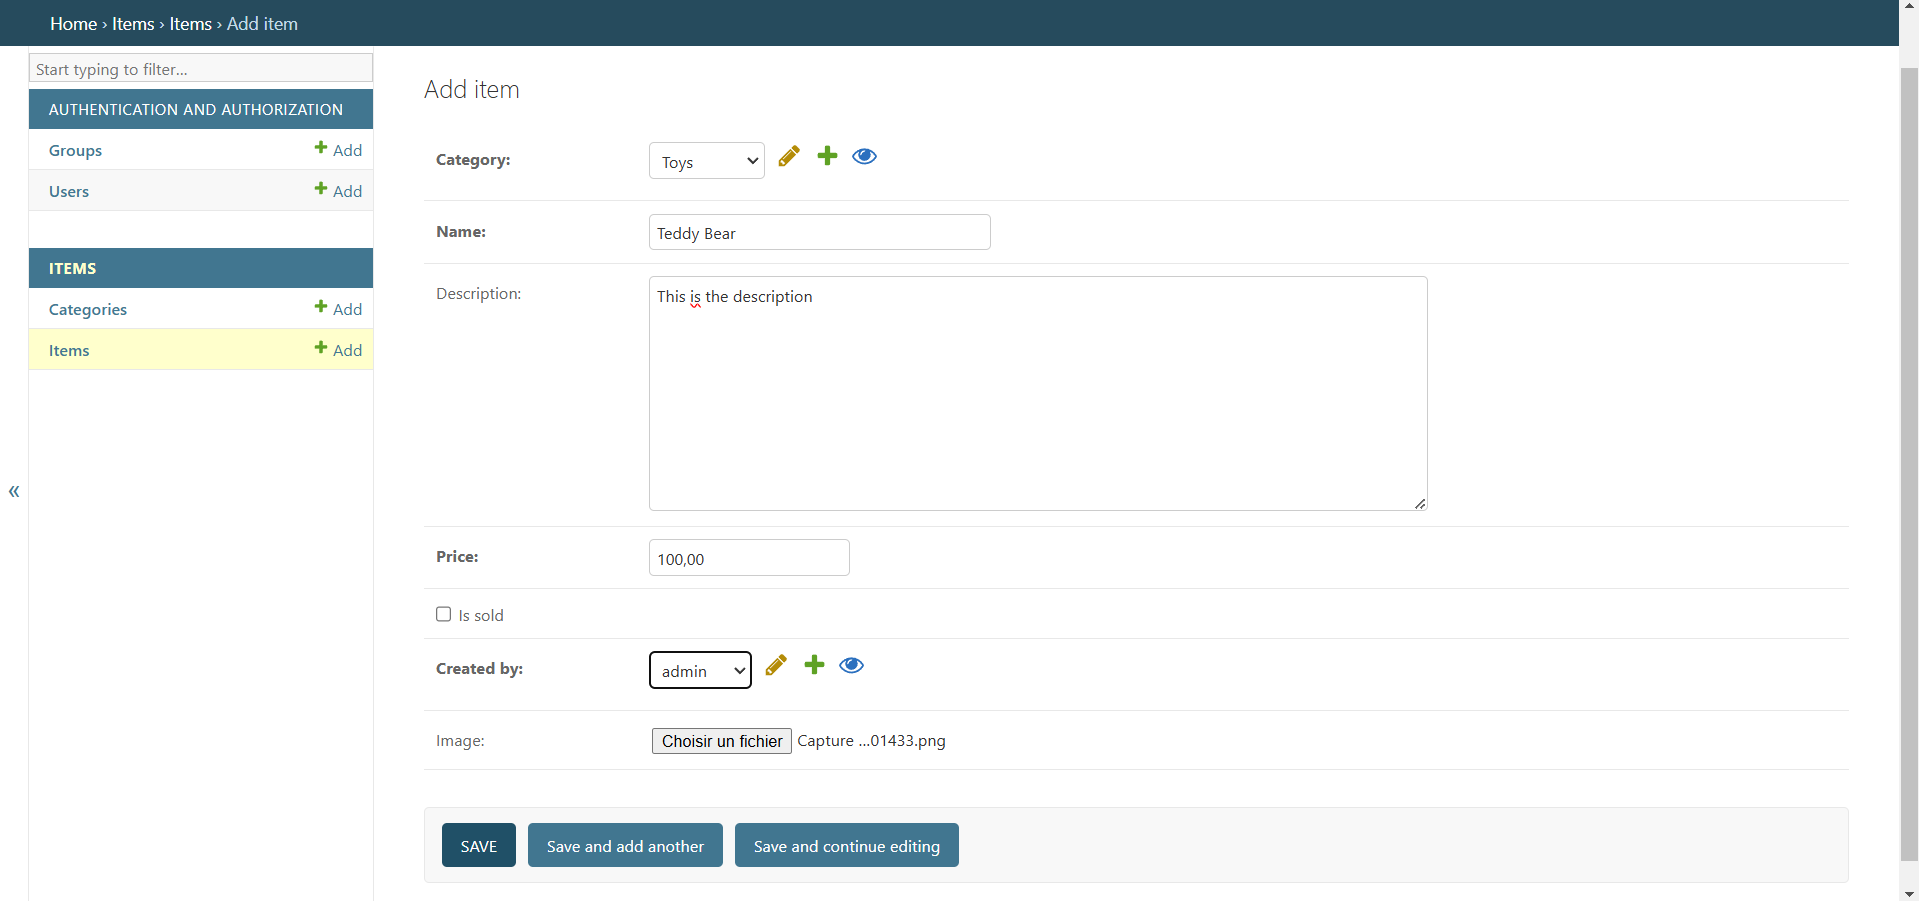 Home › Items › Items › Add item
Start typing to filter...
AUTHENTICATION AND AUTHORIZATION
Groups + Add
Users + Add
ITEMS
Categories + Add
Items + Add
«
Add item
Category: Toys
Name: Teddy Bear
Description: This is the description
Price: 100,00
Is sold
Created by: admin
Image: Choisir un fichier Capture ...01433.png
SAVE Save and add another Save and continue editing